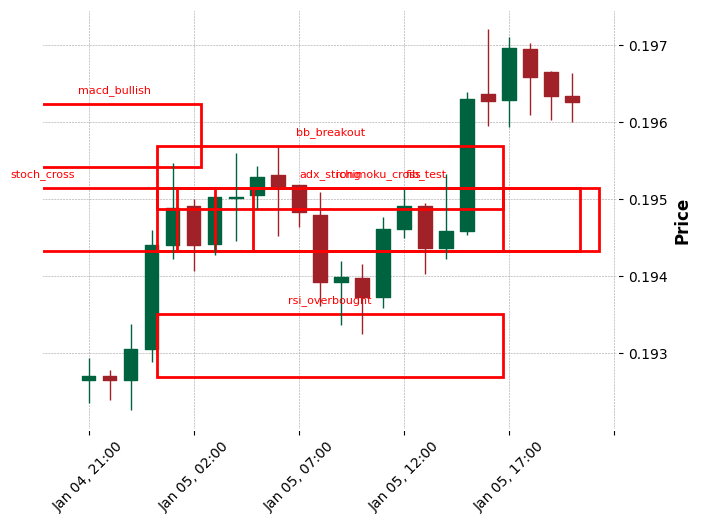 macd_bullish
bb_breakout
stoch_cross
adx_strong
ichimoku_cross
fib_test
rsi_overbought
0.197
0.196
0.195
0.194
0.193
Price
Jan 04, 21:00
Jan 05, 02:00
Jan 05, 07:00
Jan 05, 12:00
Jan 05, 17:00